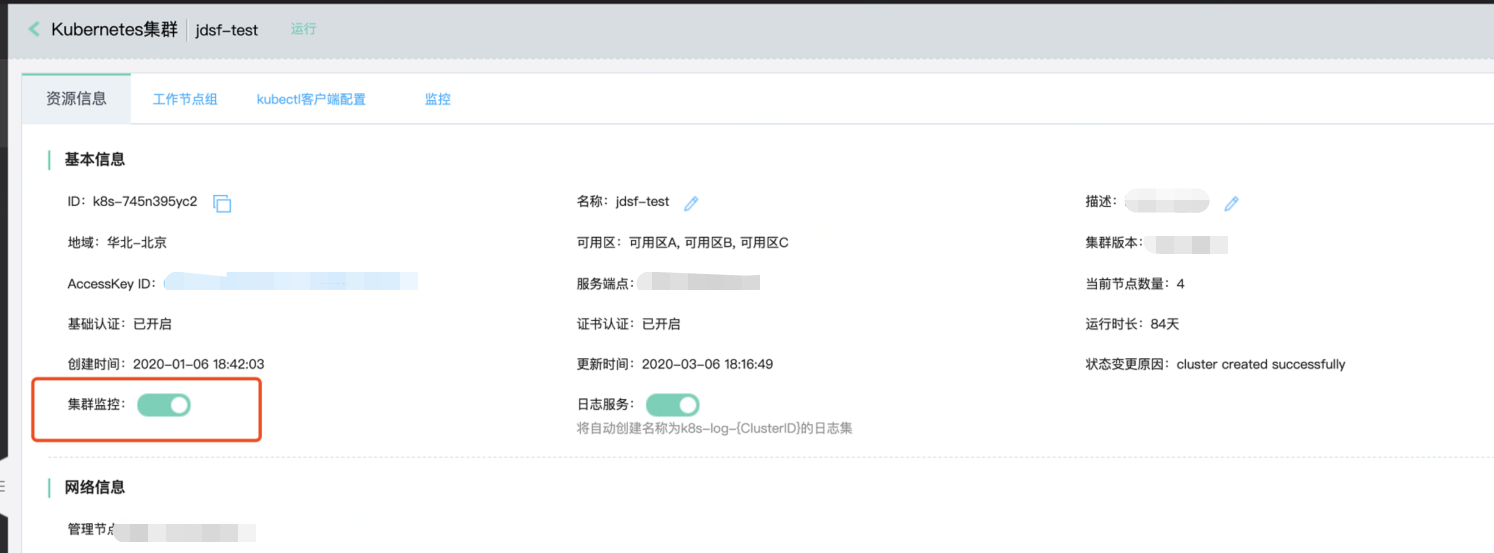 Kubernetes集群 jdsf-test 运行
资源信息 工作节点组 kubectl客户端配置 监控
基本信息
ID: k8s-745n395yc2 名称: jdsf-test 描述:
地域: 华北-北京 可用区: 可用区A, 可用区B, 可用区C 集群版本:
AccessKey ID: 服务端点: 当前节点数量: 4
基础认证: 已开启 证书认证: 已开启 运行时长: 84天
创建时间: 2020-01-06 18:42:03 更新时间: 2020-03-06 18:16:49 状态变更原因: cluster created successfully
集群监控: 日志服务:
将自动创建名称为k8s-log-{ClusterID}的日志集
网络信息
管理节点